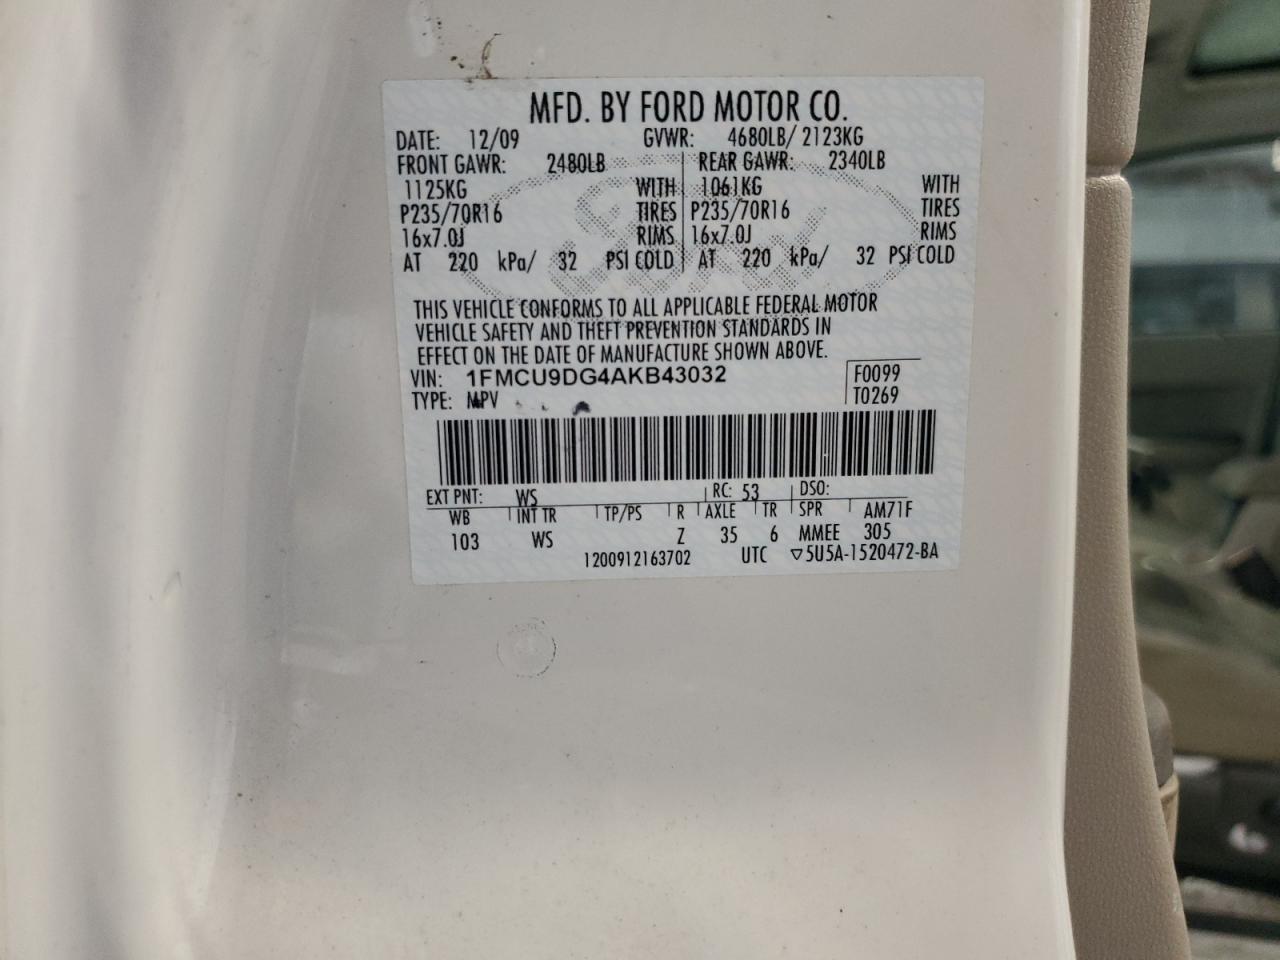 MFD. BY FORD MOTOR CO.
DATE: 12/09 GVWR: 4680LB/ 2123KG
FRONT GAWR: 2480LB REAR GAWR: 2340LB
1125KG WITH 1061KG WITH
P235/70R16 TIRES P235/70R16 TIRES
16x7.0J RIMS 16x7.0J RIMS
AT 220 kPa/ 32 PSI COLD AT 220 kPa/ 32 PSI COLD
THIS VEHICLE CONFORMS TO ALL APPLICABLE FEDERAL MOTOR
VEHICLE SAFETY AND THEFT PREVENTION STANDARDS IN
EFFECT ON THE DATE OF MANUFACTURE SHOWN ABOVE.
VIN: 1FMCU9DG4AKB43032 F0099
TYPE: MPV T0269
EXT PNT: WS RC: 53 DSO:
WB INT TR TP/PS R AXLE TR SPR AM71F
103 WS Z 35 6 MMEE 305
1200912163702 UTC ▽5U5A-1520472-BA